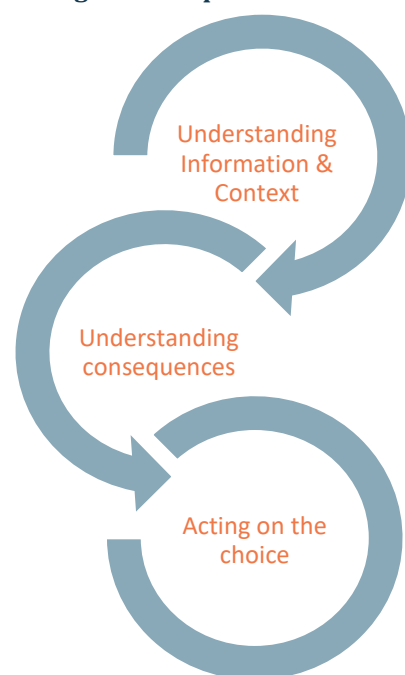 Understanding
Information &
Context
Understanding
consequences
Acting on the
choice